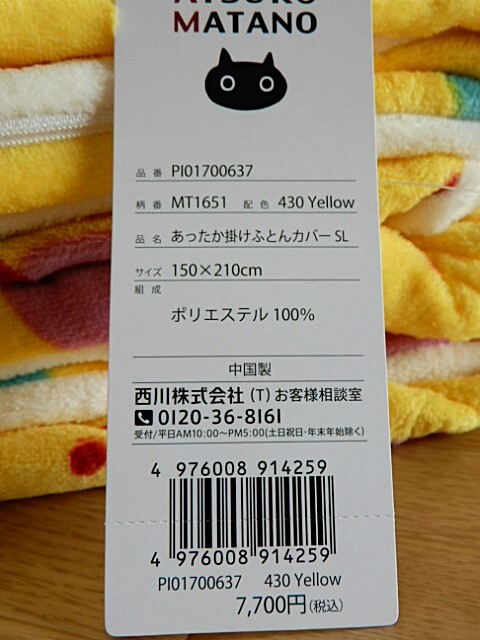 ATSUKO
MATANO
品番 PI01700637
柄番 MT1651 配色 430 Yellow
品名 あったか掛けふとんカバー SL
サイズ 150×210cm
組成
ポリエステル 100%
中国製
西川株式会社 (T) お客様相談室
0120-36-8161
受付/平日AM10:00~PM5:00(土日祝日・年末年始除く)
4 976008 914259
4 976008 914259
PI01700637 430 Yellow
7,700円(税込)